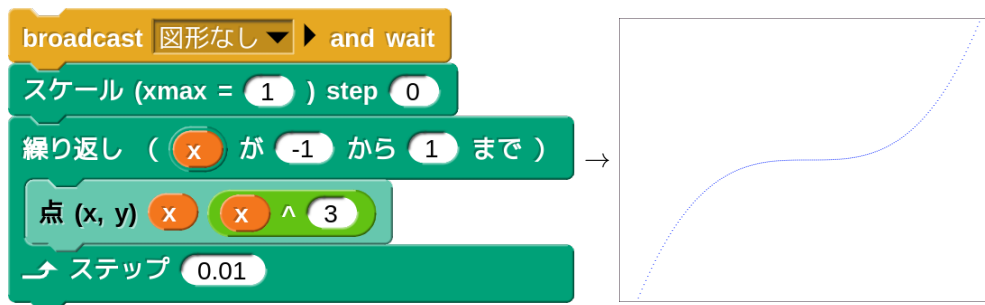 broadcast 図形なし and wait
スケール (xmax = 1 ) step 0
繰り返し ( x が -1 から 1 まで )
→
点 (x, y) x x ^ 3
ステップ 0.01